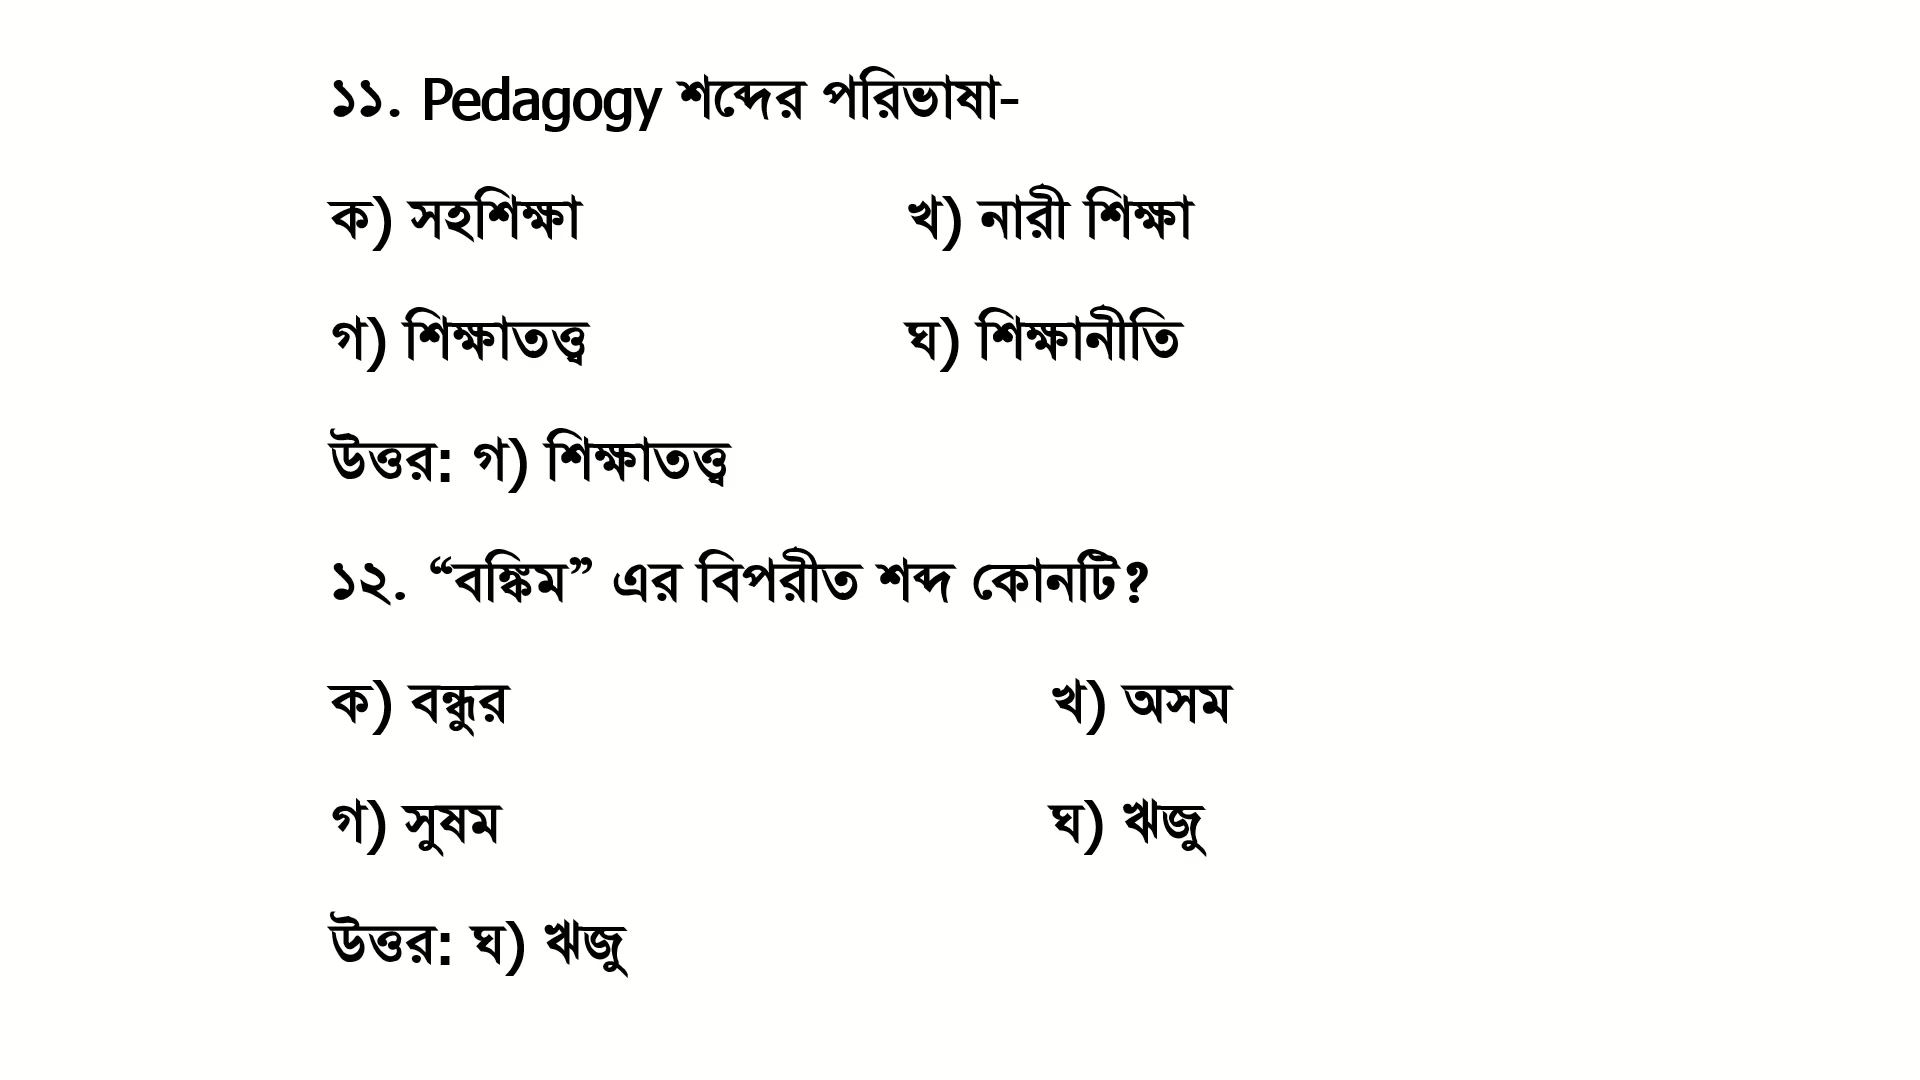 ১১. Pedagogy শব্দের পরিভাষা-
ক) সহশিক্ষা খ) নারী শিক্ষা
গ) শিক্ষাতত্ত্ব ঘ) শিক্ষানীতি
উত্তর: গ) শিক্ষাতত্ত্ব
১২. “বঙ্কিম” এর বিপরীত শব্দ কোনটি?
ক) বন্ধুর খ) অসম
গ) সুষম ঘ) ঋজু
উত্তর: ঘ) ঋজু